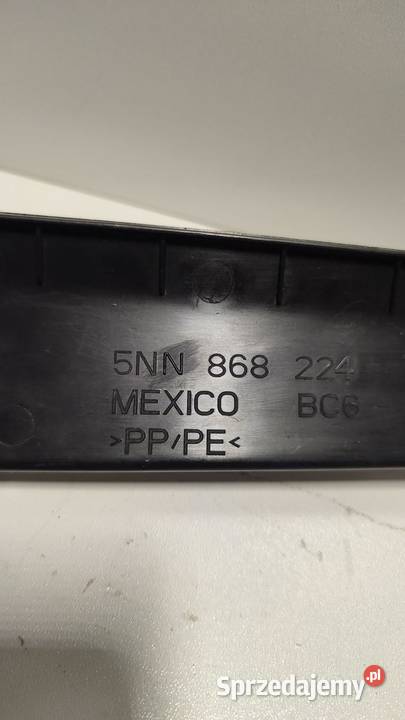 5NN 868 224
MEXICO BC6
>PP/PE<
Sprzedajemy.pl